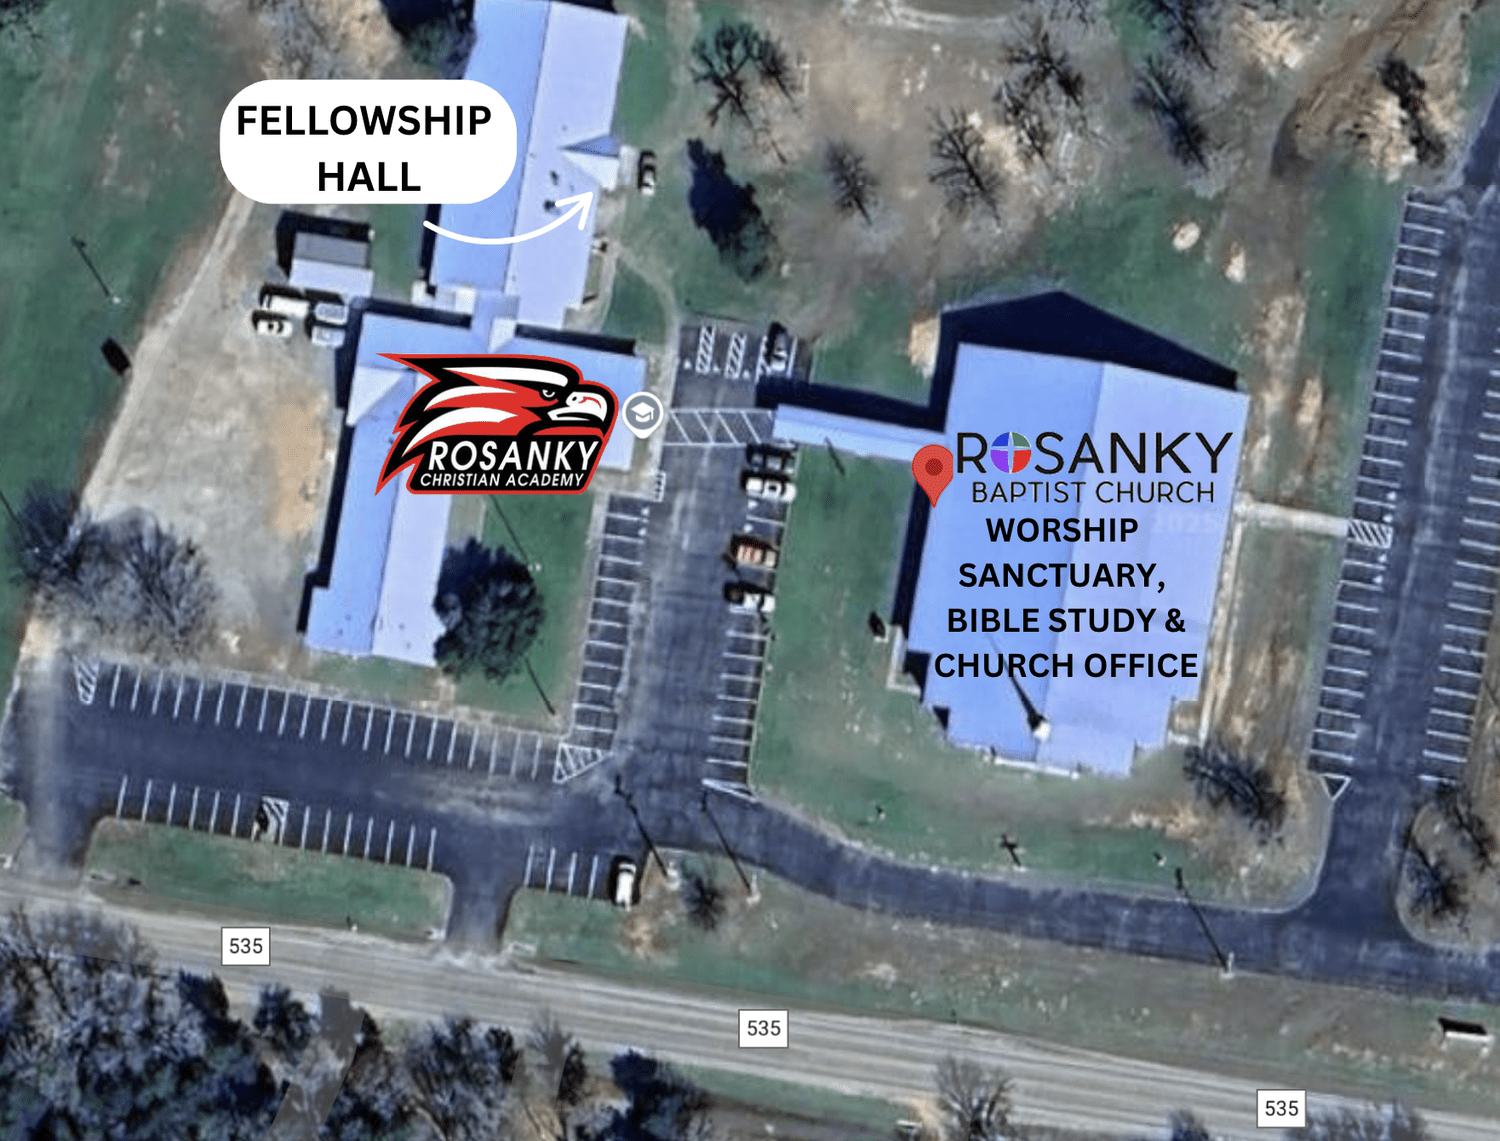 FELLOWSHIP
HALL
ROSANKY
CHRISTIAN ACADEMY
ROSANKY
BAPTIST CHURCH
WORSHIP
SANCTUARY,
BIBLE STUDY &
CHURCH OFFICE
535
535
535